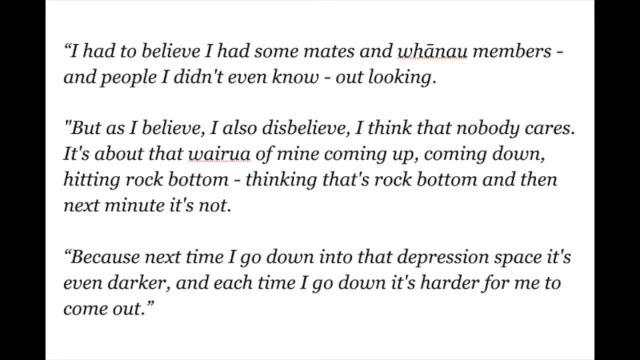 “I had to believe I had some mates and whānau members -
and people I didn't even know - out looking.
"But as I believe, I also disbelieve, I think that nobody cares.
It's about that wairua of mine coming up, coming down,
hitting rock bottom - thinking that's rock bottom and then
next minute it's not.
“Because next time I go down into that depression space it's
even darker, and each time I go down it's harder for me to
come out.”